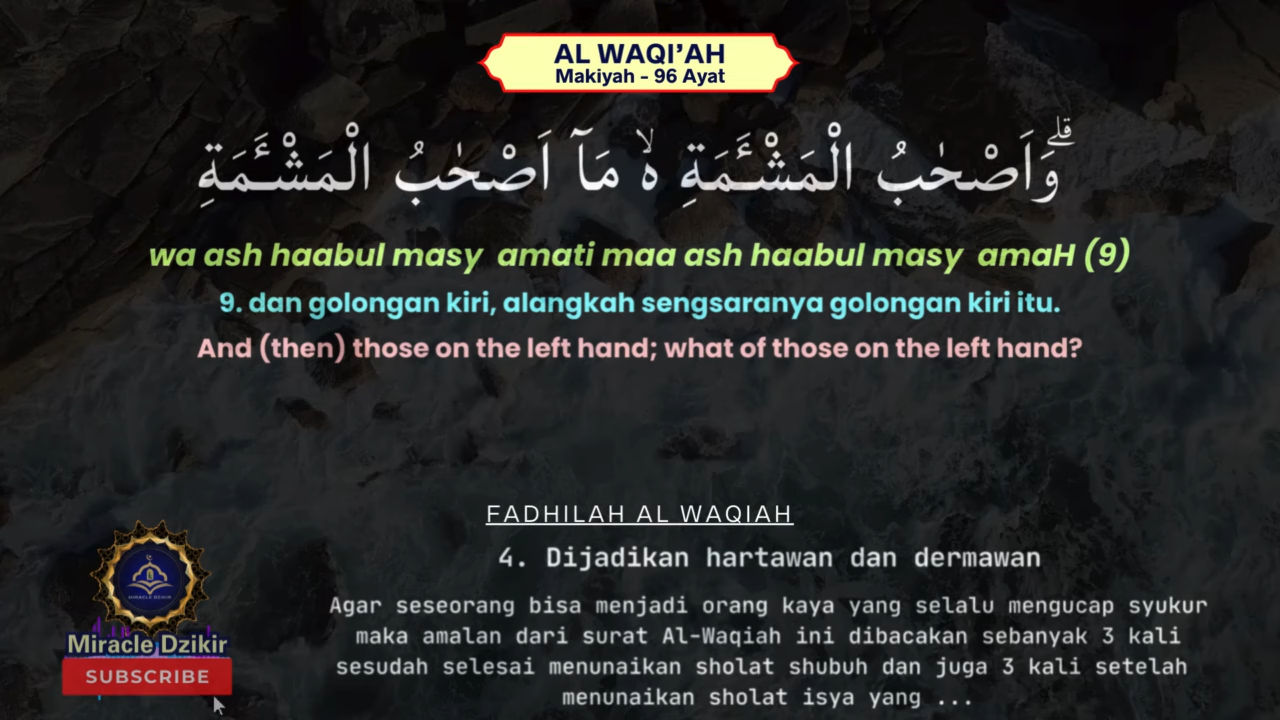 AL WAQI’AH
Makiyah - 96 Ayat
وَاَصْحٰبُ الْمَشْـَٔمَةِ ەۙ مَآ اَصْحٰبُ الْمَشْـَٔمَةِۗ
wa ash haabul masy amati maa ash haabul masy amaH (9)
9. dan golongan kiri, alangkah sengsaranya golongan kiri itu.
And (then) those on the left hand; what of those on the left hand?
FADHILAH AL WAQIAH
4. Dijadikan hartawan dan dermawan
Agar seseorang bisa menjadi orang kaya yang selalu mengucap syukur
maka amalan dari surat Al-Waqiah ini dibacakan sebanyak 3 kali
sesudah selesai menunaikan sholat shubuh dan juga 3 kali setelah
menunaikan sholat isya yang ...
MIRACLE DZIKIR
Miracle Dzikir
SUBSCRIBE